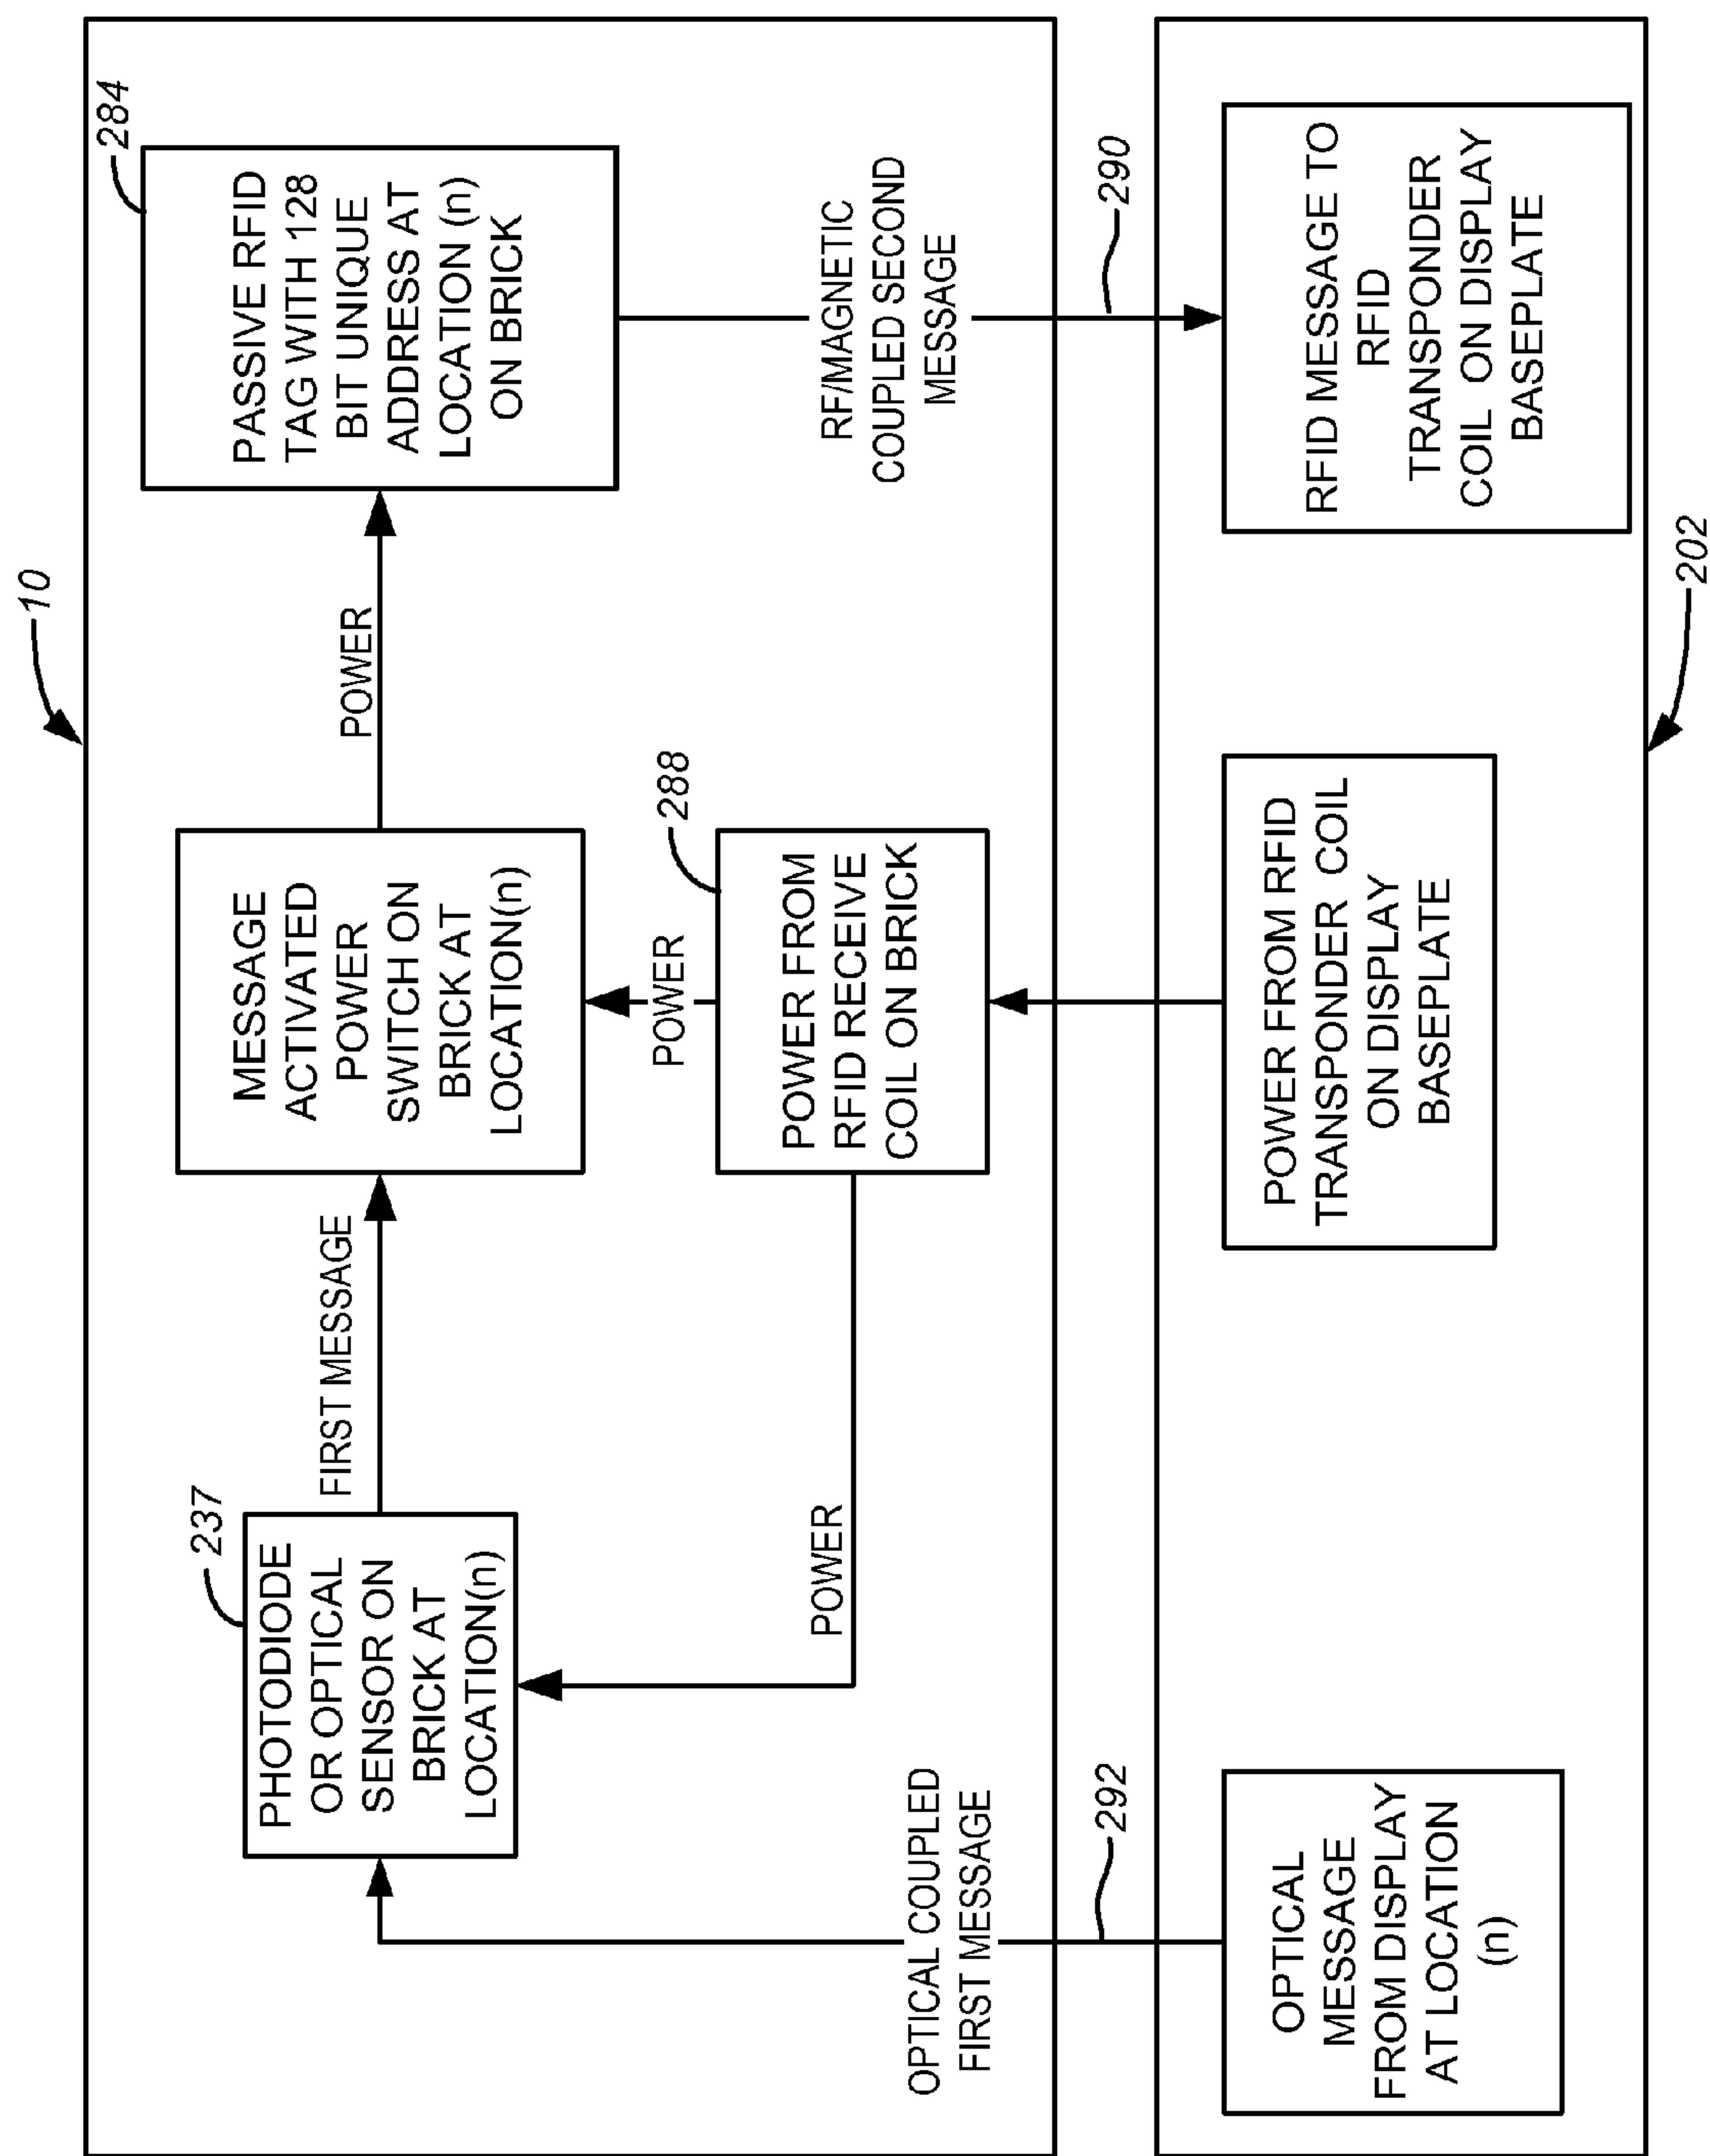 10
PHOTODIODE
OR OPTICAL
SENSOR ON
BRICK AT
LOCATION(n)
237
FIRST MESSAGE
MESSAGE
ACTIVATED
POWER
SWITCH ON
BRICK AT
LOCATION(n)
POWER
PASSIVE RFID
TAG WITH 128
BIT UNIQUE
ADDRESS AT
LOCATION (n)
ON BRICK
284
POWER
POWER
POWER FROM
RFID RECEIVE
COIL ON BRICK
288
OPTICAL COUPLED
FIRST MESSAGE
292
RF/MAGNETIC
COUPLED SECOND
MESSAGE
290
OPTICAL
MESSAGE
FROM DISPLAY
AT LOCATION
(n)
POWER FROM RFID
TRANSPONDER COIL
ON DISPLAY
BASEPLATE
RFID MESSAGE TO
RFID
TRANSPONDER
COIL ON DISPLAY
BASEPLATE
202